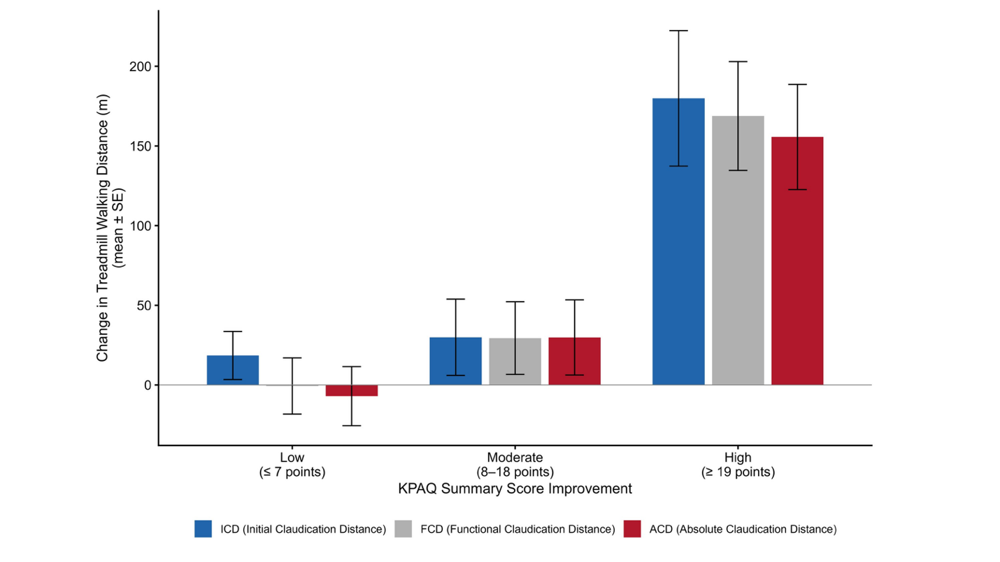 Change in Treadmill Walking Distance (m)
(mean ± SE)
200
150
100
50
0
Low
(≤ 7 points)
Moderate
(8–18 points)
High
(≥ 19 points)
KPAQ Summary Score Improvement
ICD (Initial Claudication Distance)
FCD (Functional Claudication Distance)
ACD (Absolute Claudication Distance)